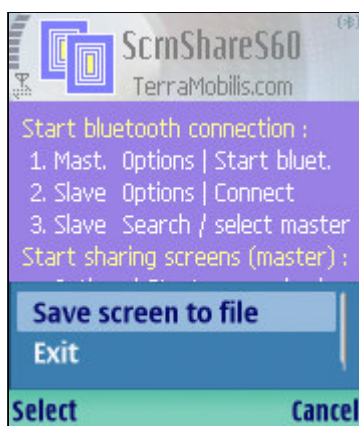 ScrnShareS60
TerraMobilis.com
Start bluetooth connection :
1. Mast. Options | Start bluet.
2. Slave Options | Connect
3. Slave Search / select master
Start sharing screens (master) :
Save screen to file
Exit
Select Cancel